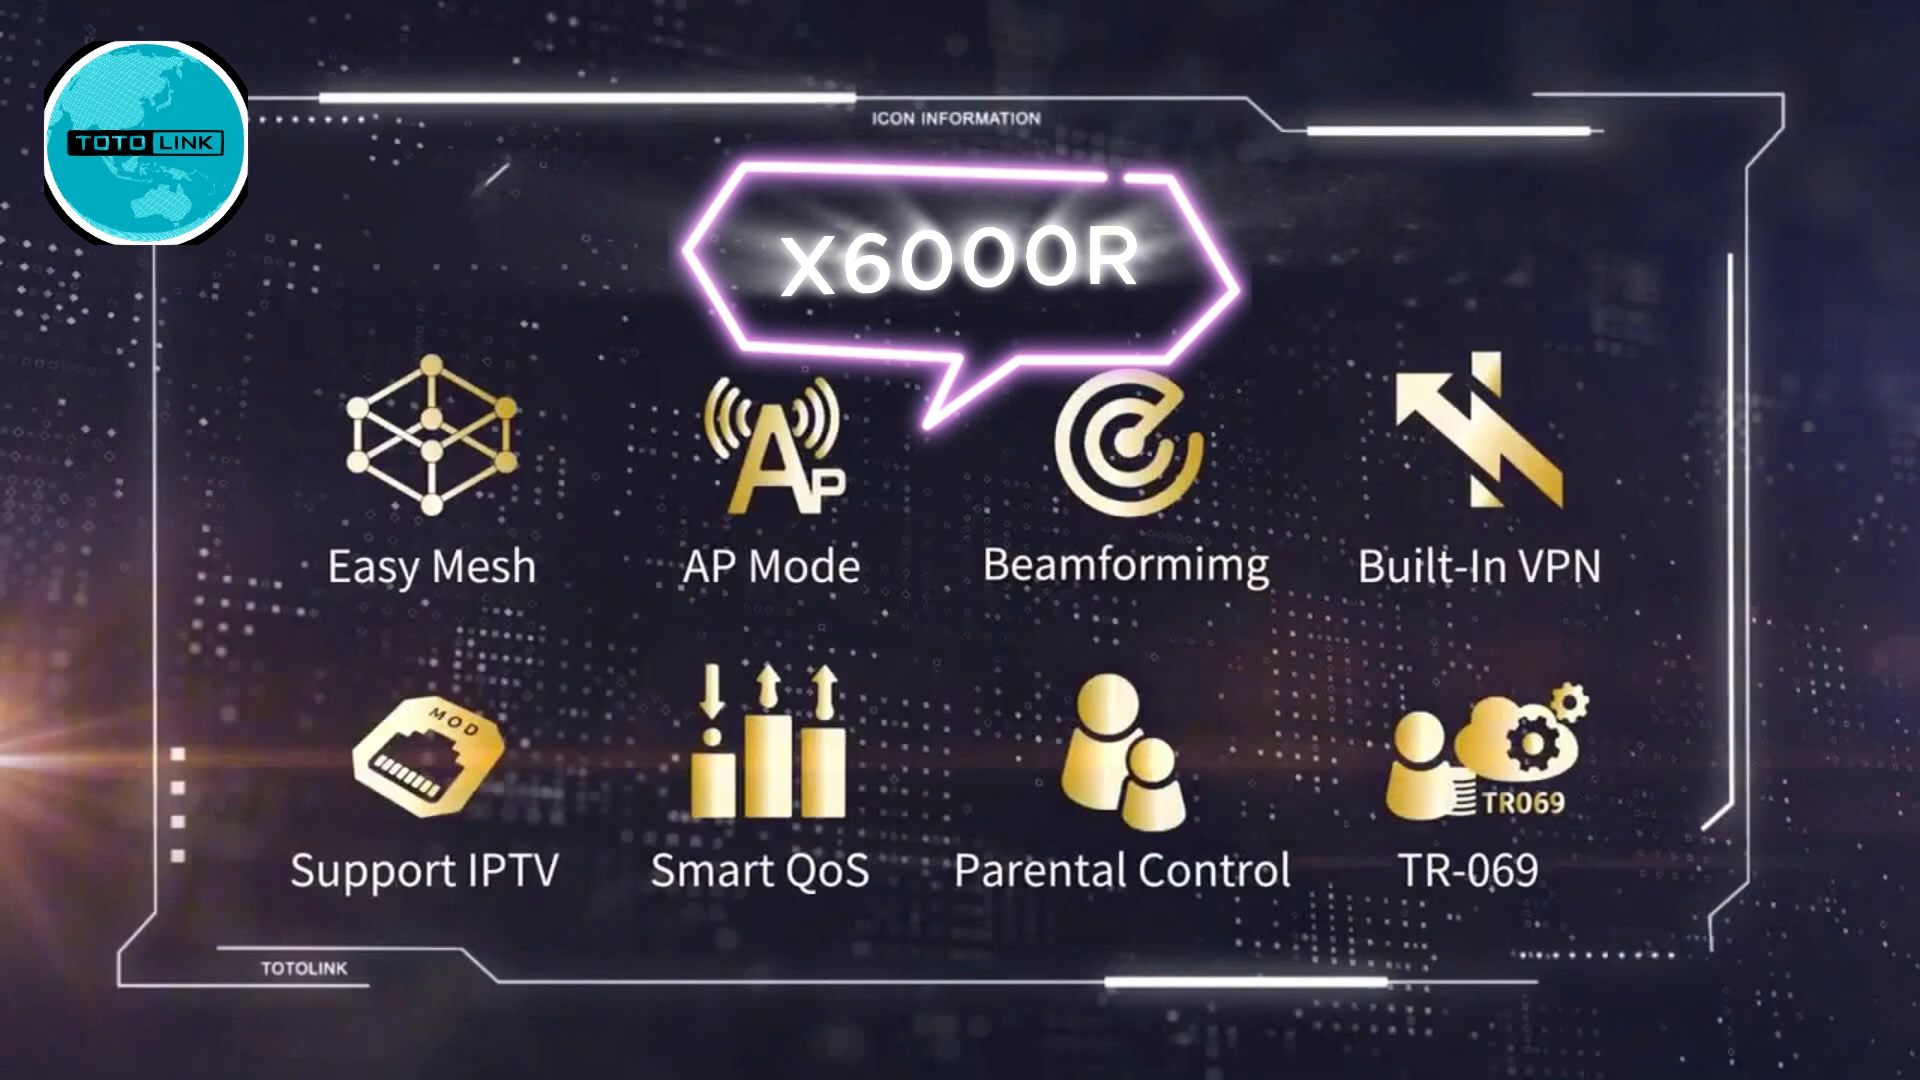 TOTO LINK
ICON INFORMATION
X6000R
AP
Easy Mesh
AP Mode
Beamformimg
Built-In VPN
MOD
TR069
Support IPTV
Smart QoS
Parental Control
TR-069
TOTOLINK